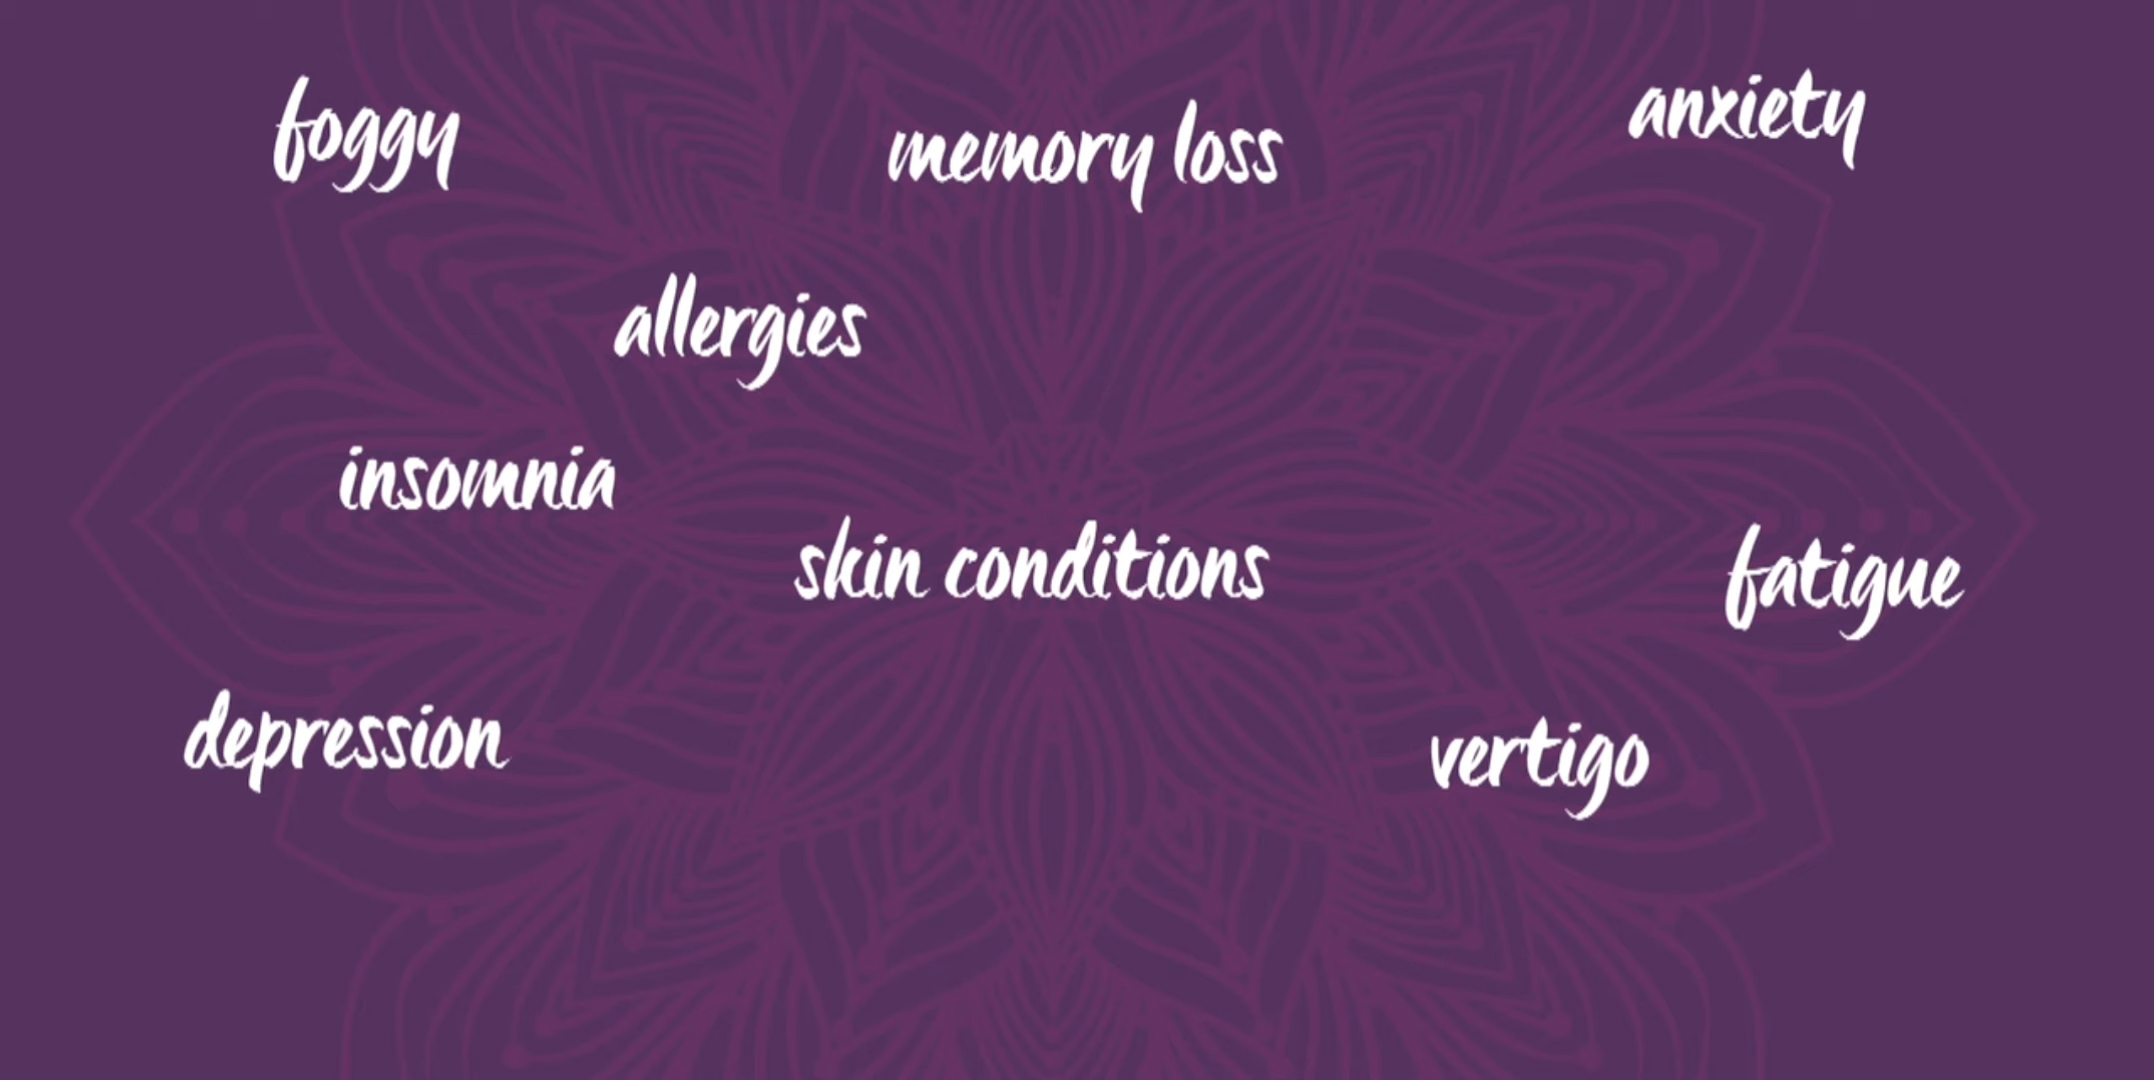 foggy
memory loss
anxiety
allergies
insomnia
skin conditions
fatigue
depression
vertigo